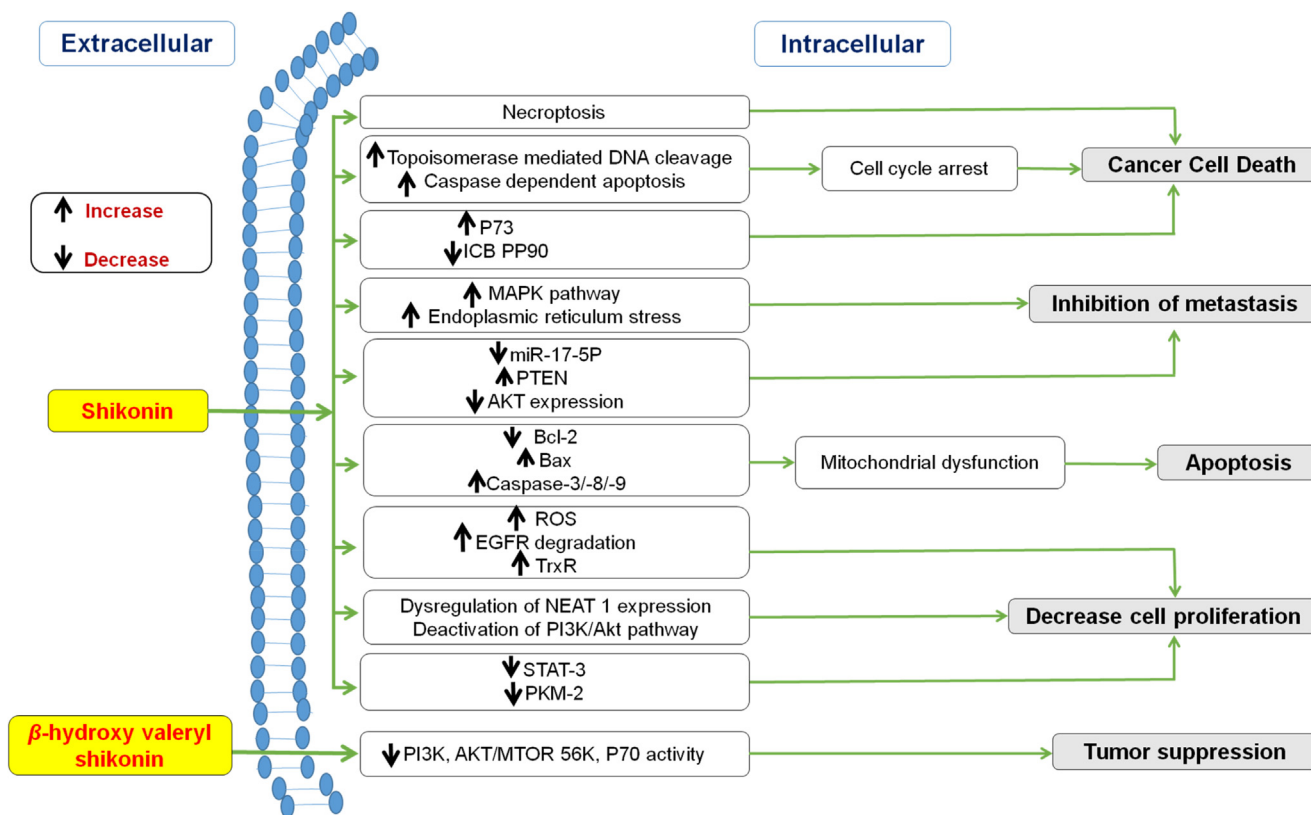 Extracellular
Intracellular
Necroptosis
Topoisomerase mediated DNA cleavage
Caspase dependent apoptosis
Cell cycle arrest
Cancer Cell Death
Increase
Decrease
P73
ICB PP90
MAPK pathway
Endoplasmic reticulum stress
Inhibition of metastasis
miR-17-5P
PTEN
AKT expression
Shikonin
Bcl-2
Bax
Caspase-3/-8/-9
Mitochondrial dysfunction
Apoptosis
ROS
EGFR degradation
TrxR
Dysregulation of NEAT 1 expression
Deactivation of PI3K/Akt pathway
Decrease cell proliferation
STAT-3
PKM-2
β-hydroxy valeryl
shikonin
PI3K, AKT/MTOR 56K, P70 activity
Tumor suppression